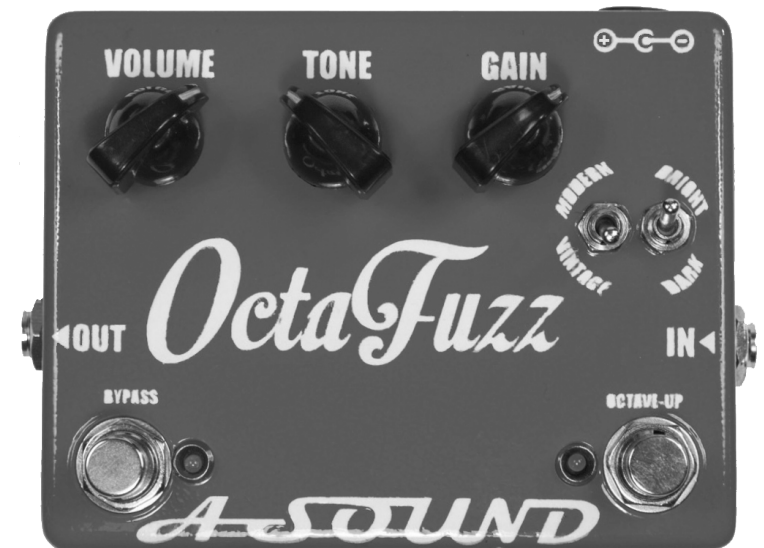 VOLUME TONE GAIN
MODERN BRIGHT
VINTAGE DARK
OctaFuzz
OUT IN
BYPASS OCTAVE-UP
A-SOUND